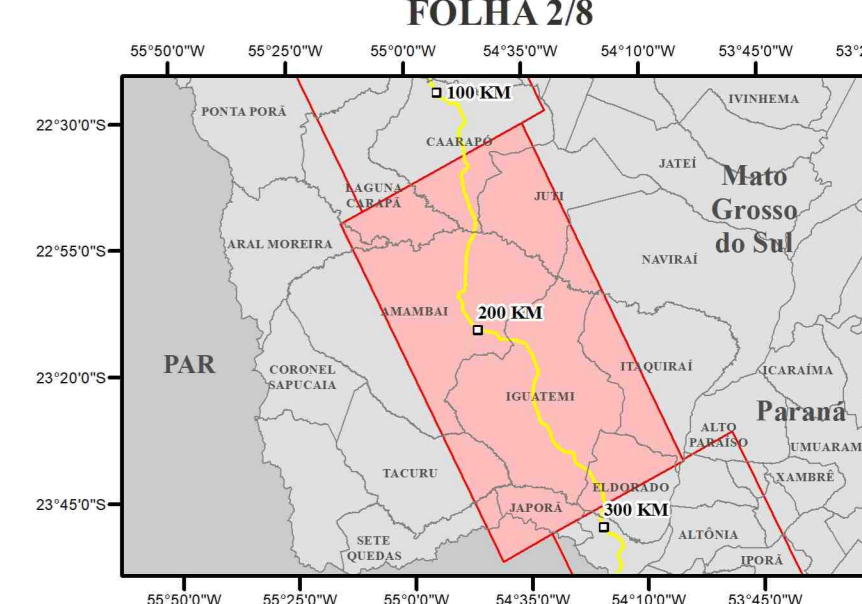 FOLHA 2/8
55°50'0"W 55°25'0"W 55°0'0"W 54°35'0"W 54°10'0"W 53°45'0"W 53°2
100 KM
IVINHEMA
PONTA PORÃ
22°30'0"S
CAARAPÓ
JATEÍ
Mato
Grosso
do Sul
LAGUNA
CARAPÃ
JUTI
ARAL MOREIRA
22°55'0"S
NAVIRAÍ
AMAMBAI
200 KM
PAR
CORONEL
SAPUCAIA
23°20'0"S
ITAQUIRAÍ
ICARAÍMA
IGUATEMI
Paraná
ALTO
PARAÍSO
UMUARAM
TACURU
ELDORADO
XAMBRÊ
23°45'0"S
JAPORÃ
300 KM
ALTÔNIA
SETE
QUEDAS
IPORÃ
55°50'0"W 55°25'0"W 55°0'0"W 54°35'0"W 54°10'0"W 53°45'0"W